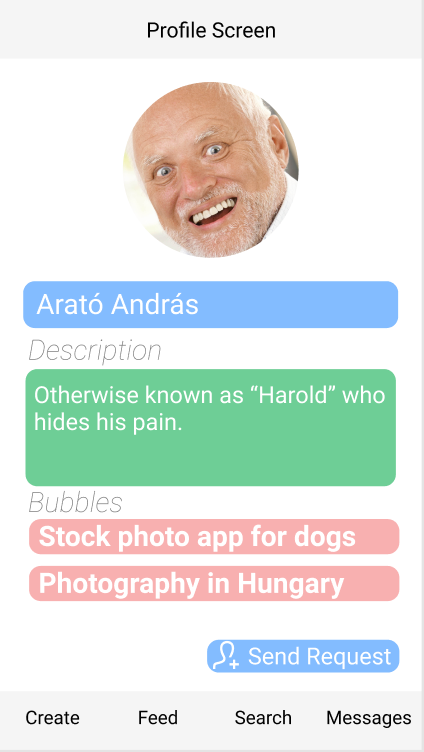 Profile Screen
Arató András
Description
Otherwise known as “Harold” who
hides his pain.
Bubbles
Stock photo app for dogs
Photography in Hungary
Send Request
Create Feed Search Messages